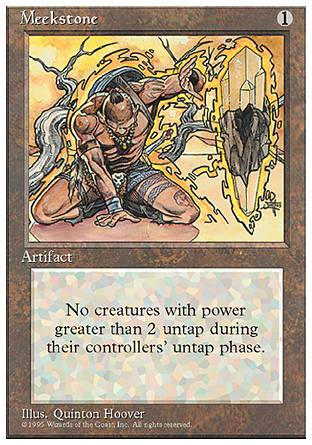 Meekstone 1
Artifact
No creatures with power
greater than 2 untap during
their controllers' untap phase.
Illus. Quinton Hoover
©1995 Wizards of the Coast, Inc. All rights reserved.